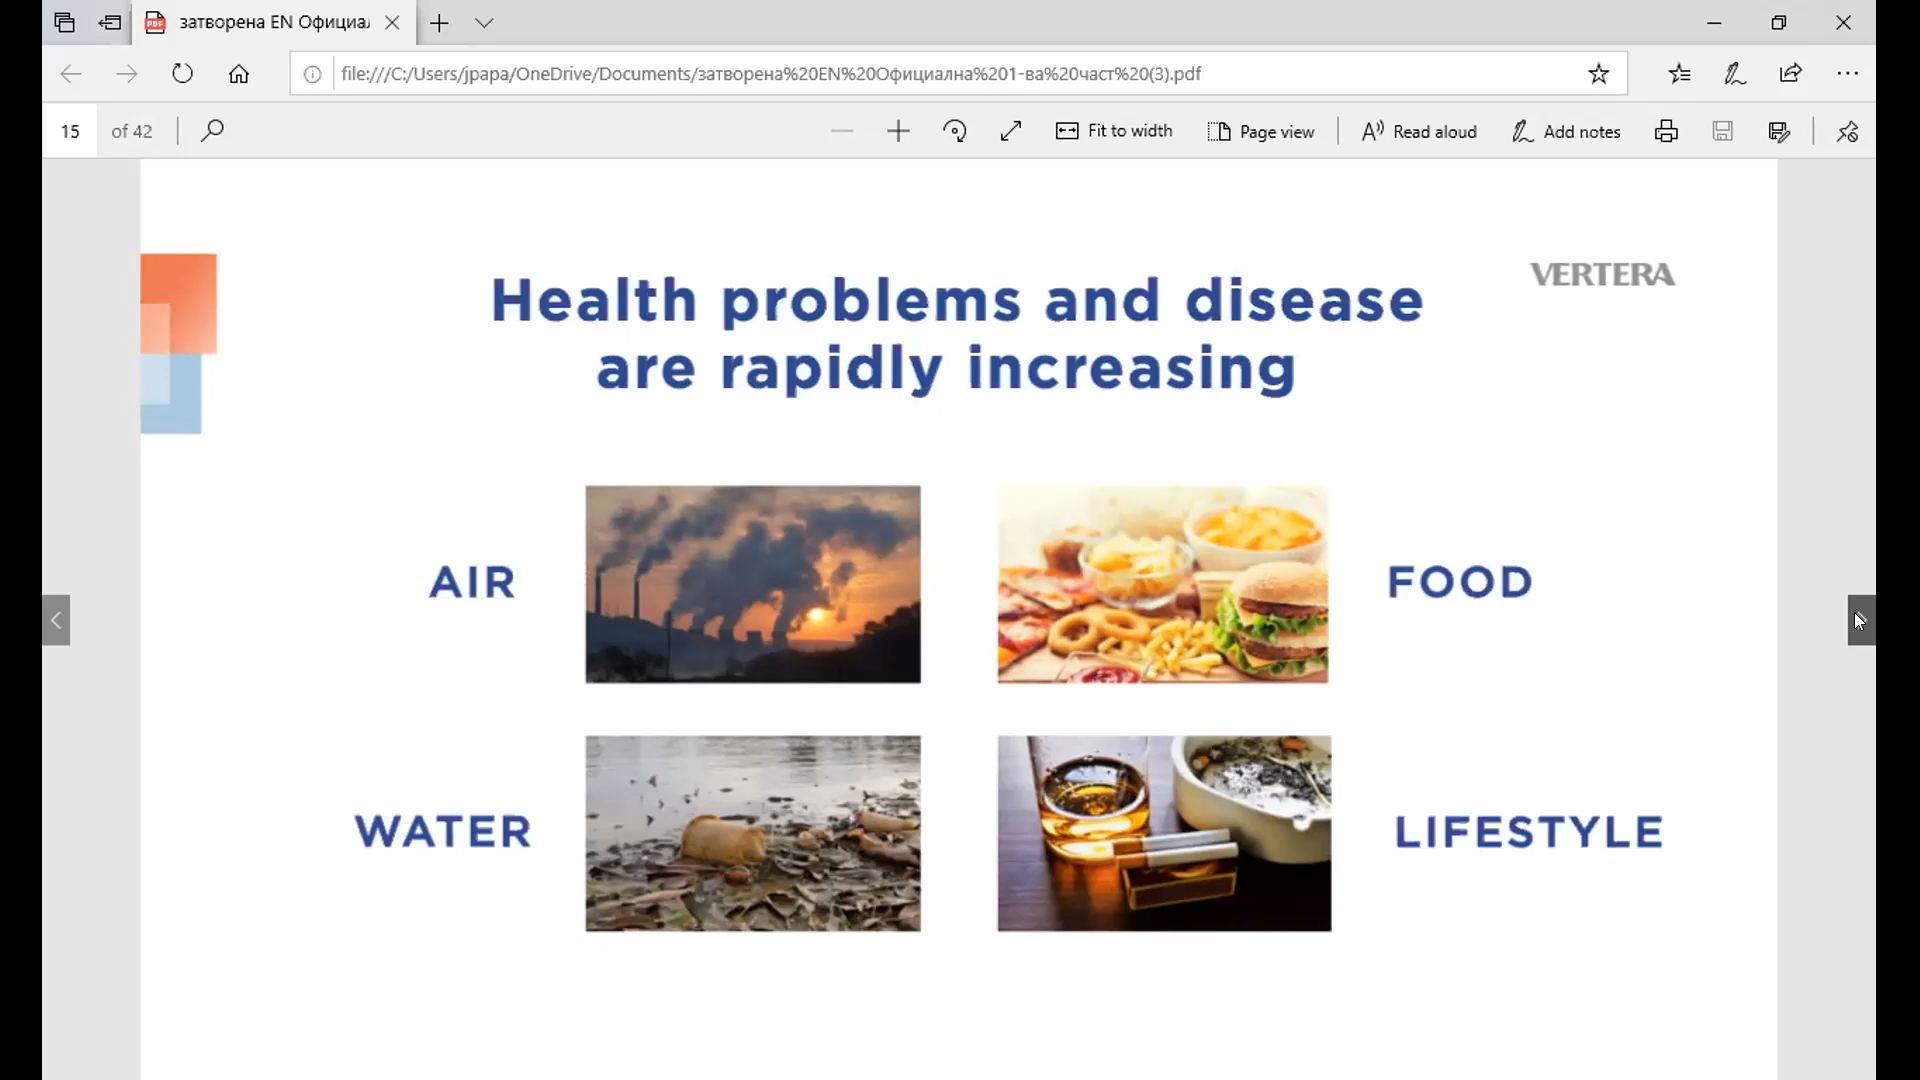 затворена EN Официал
file:///C:/Users/jpapa/OneDrive/Documents/затворена%20EN%20Официална%201-ва%20част%20(3).pdf
15 of 42
Fit to width
Page view
Read aloud
Add notes
VERTERA
Health problems and disease
are rapidly increasing
AIR
FOOD
WATER
LIFESTYLE